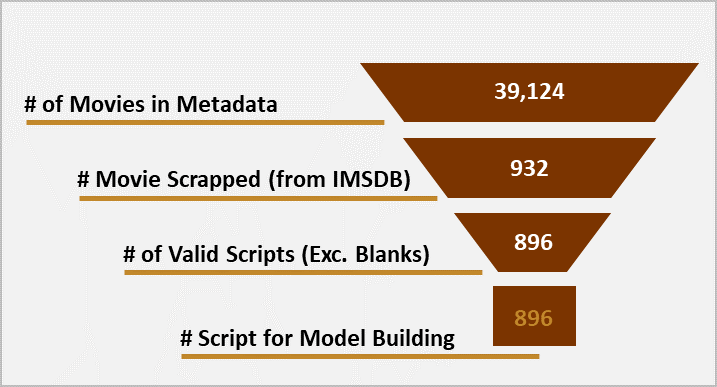 # of Movies in Metadata
39,124
# Movie Scrapped (from IMSDB)
932
# of Valid Scripts (Exc. Blanks)
896
# Script for Model Building
896